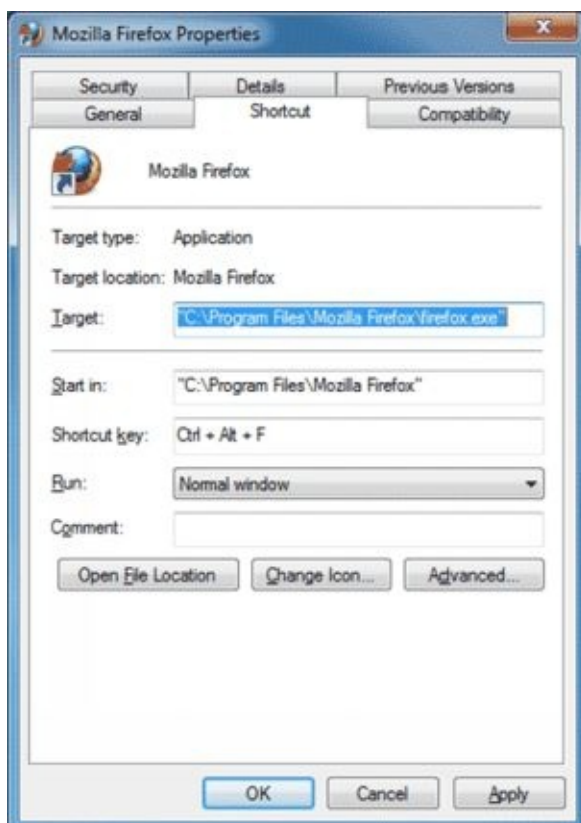 Mozilla Firefox Properties
Security Details Previous Versions
General Shortcut Compatibility
Mozilla Firefox
Target type: Application
Target location: Mozilla Firefox
Target: "C:\Program Files\Mozilla Firefox\firefox.exe"
Start in: "C:\Program Files\Mozilla Firefox"
Shortcut key: Ctrl + Alt + F
Run: Normal window
Comment:
Open File Location Change Icon... Advanced...
OK Cancel Apply